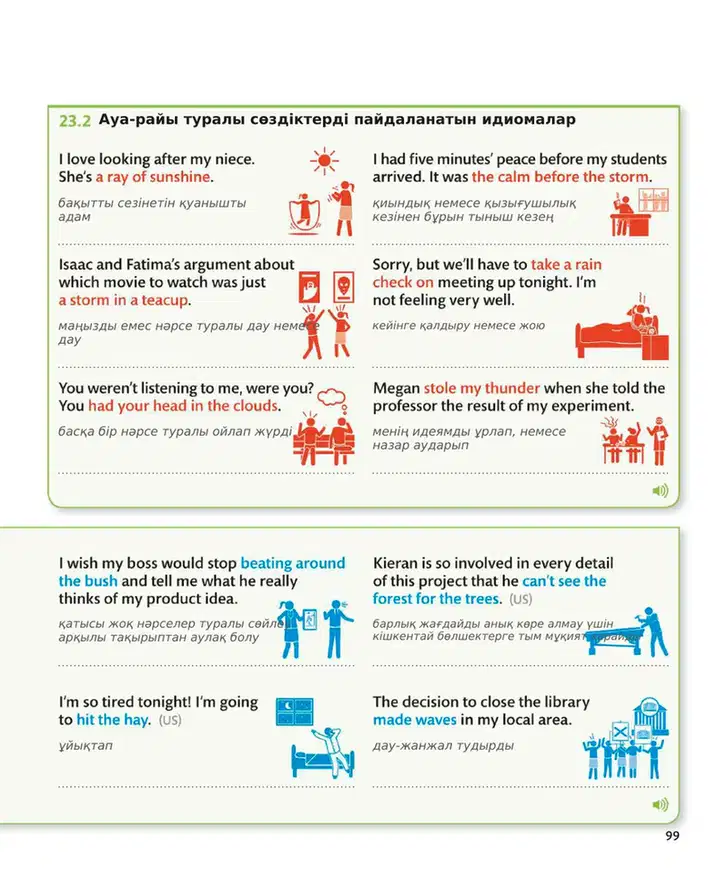 23.2 Ауа-райы туралы сөздіктерді пайдаланатын идиомалар
I love looking after my niece.
She's a ray of sunshine.
бақытты сезінетін қуанышты
адам
I had five minutes' peace before my students
arrived. It was the calm before the storm.
қиындық немесе қызығушылық
кезінен бұрын тыныш кезең
Isaac and Fatima's argument about
which movie to watch was just
a storm in a teacup.
маңызды емес нәрсе туралы дау немесе
дау
Sorry, but we'll have to take a rain
check on meeting up tonight. I'm
not feeling very well.
кейінге қалдыру немесе жою
You weren't listening to me, were you?
You had your head in the clouds.
басқа бір нәрсе туралы ойлап жүрді
Megan stole my thunder when she told the
professor the result of my experiment.
менің идеямды ұрлап, немесе
назар аударып
I wish my boss would stop beating around
the bush and tell me what he really
thinks of my product idea.
қатысы жоқ нәрселер туралы сөйлеу
арқылы тақырыптан аулақ болу
Kieran is so involved in every detail
of this project that he can't see the
forest for the trees. (US)
барлық жағдайды анық көре алмау үшін
кішкентай бөлшектерге тым мұқият қарайды
I'm so tired tonight! I'm going
to hit the hay. (US)
ұйықтап
The decision to close the library
made waves in my local area.
дау-жанжал тудырды
99